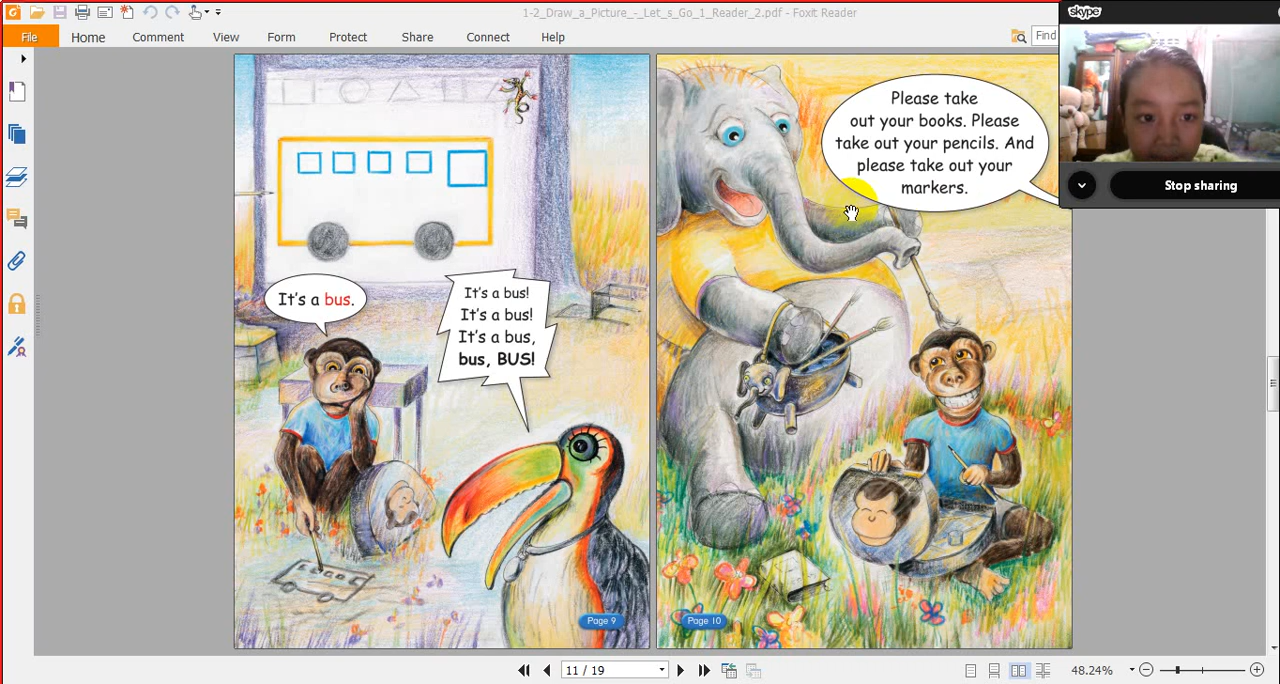 1-2_Draw_a_Picture_-_Let_s_Go_1_Reader_2.pdf - Foxit Reader
skype
File Home Comment View Form Protect Share Connect Help
Find
Stop sharing
It's a bus.
It's a bus!
It's a bus!
It's a bus,
bus, BUS!
Page 9
Please take
out your books. Please
take out your pencils. And
please take out your
markers.
Page 10
11 / 19
48.24%